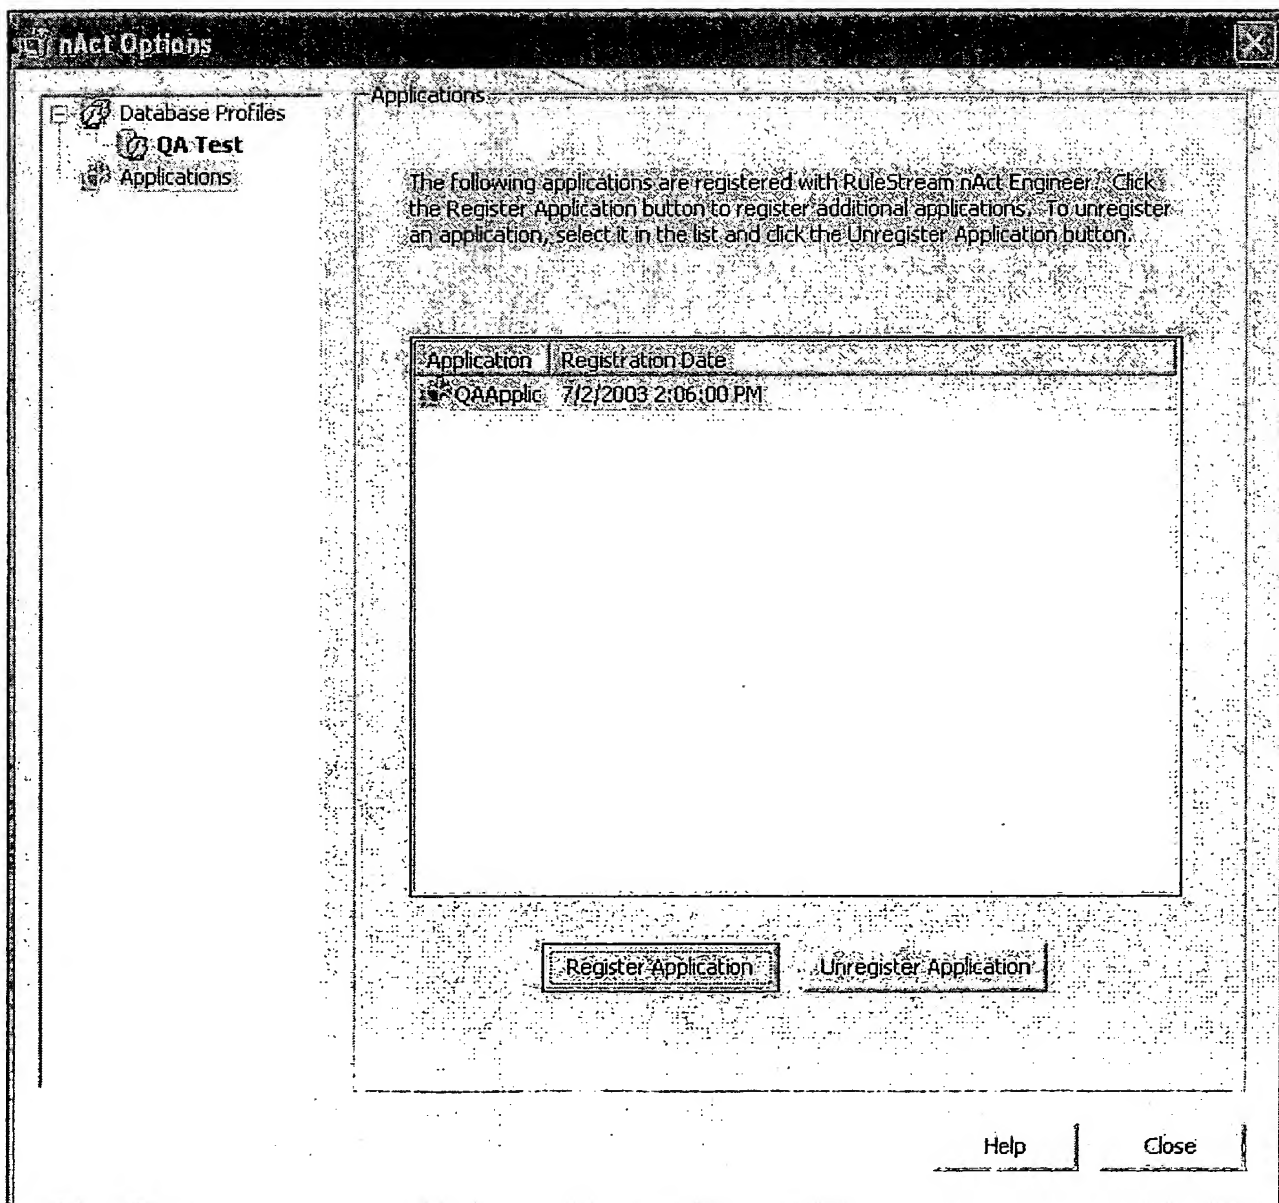 nAct Options
Database Profiles
QA Test
Applications
Applications
The following applications are registered with RuleStream nAct Engineer. Click
the Register Application button to register additional applications. To unregister
an application, select it in the list and click the Unregister Application button.
Application Registration Date
QAApplic 7/2/2003 2:06:00 PM
Register Application Unregister Application
Help Close